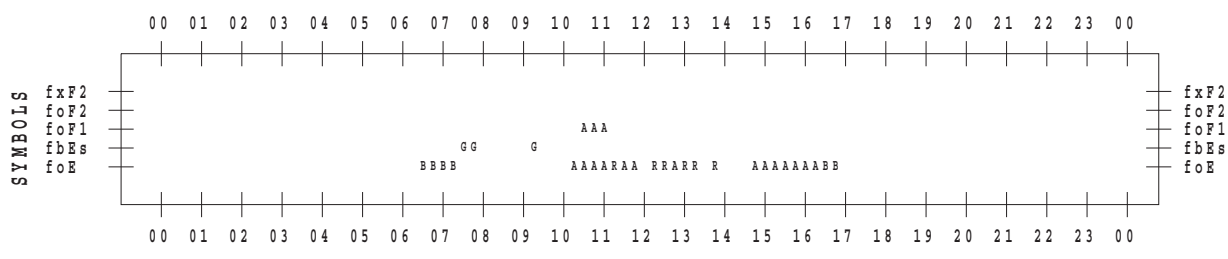 00 01 02 03 04 05 06 07 08 09 10 11 12 13 14 15 16 17 18 19 20 21 22 23 00
SYMBOLS
fxF2 fxF2
foF2 foF2
foF1 AAA foF1
fbEs GG G fbEs
foE BBBB AAAARAA RRARR R AAAAAAABB foE
00 01 02 03 04 05 06 07 08 09 10 11 12 13 14 15 16 17 18 19 20 21 22 23 00